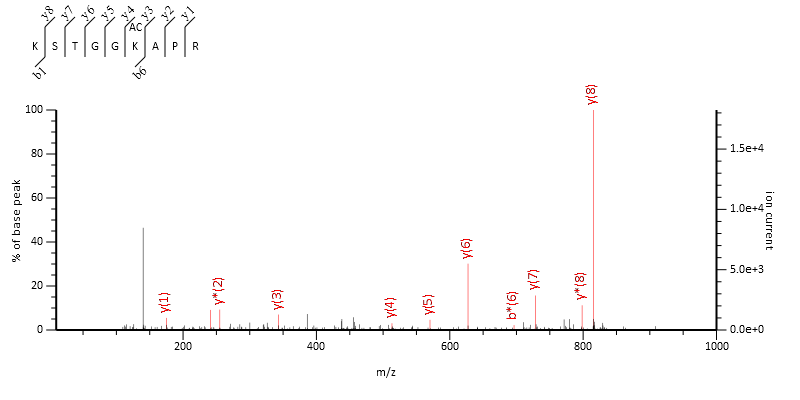 y8 y7 y6 y5 y4 y3 y2 y1
AC
K S T G G K A P R
b1 b6
y(8)
y(6)
y(7)
y*(8)
y*(2)
y(1)
y(3)
y(4)
y(5)
b*(6)
% of base peak
100
80
60
40
20
0
ion current
1.5e+4
1.0e+4
5.0e+3
0.0e+0
200 400 600 800 1000
m/z